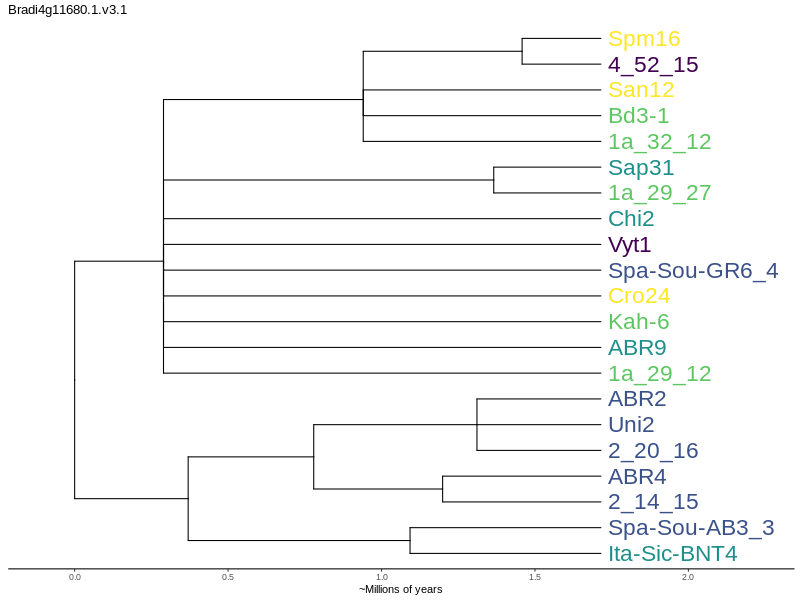 Bradi4g11680.1.v3.1
Spm16
4_52_15
San12
Bd3-1
1a_32_12
Sap31
1a_29_27
Chi2
Vyt1
Spa-Sou-GR6_4
Cro24
Kah-6
ABR9
1a_29_12
ABR2
Uni2
2_20_16
ABR4
2_14_15
Spa-Sou-AB3_3
Ita-Sic-BNT4
0.0 0.5 1.0 1.5 2.0
~Millions of years